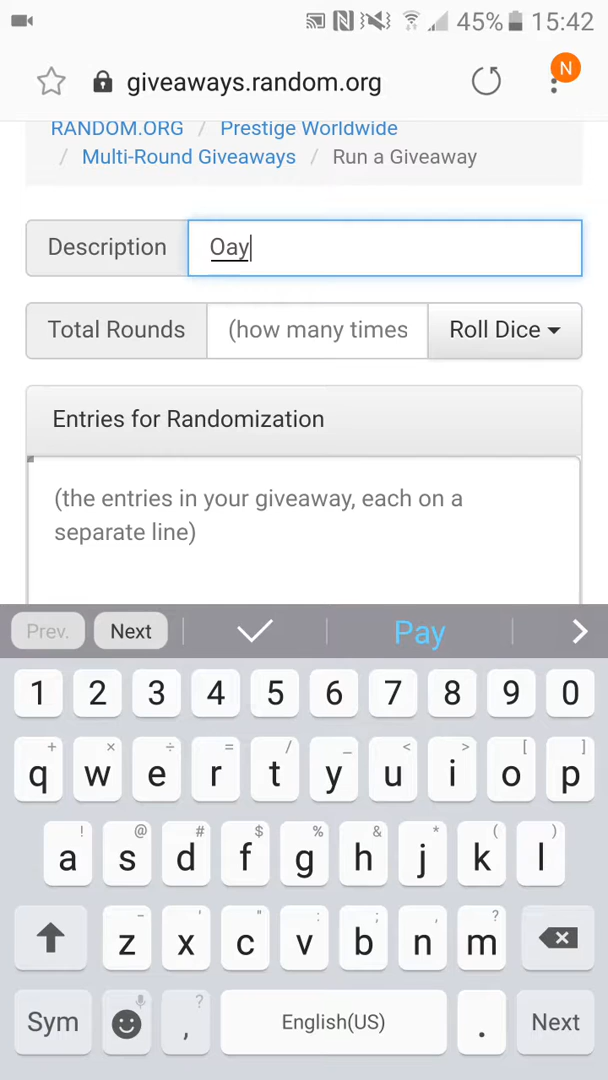 45% 15:42
giveaways.random.org
N
RANDOM.ORG / Prestige Worldwide
/ Multi-Round Giveaways / Run a Giveaway
Description Oay
Total Rounds (how many times Roll Dice
Entries for Randomization
(the entries in your giveaway, each on a
separate line)
Prev. Next Pay
1 2 3 4 5 6 7 8 9 0
+ × ÷ = / _ < > [ ]
q w e r t y u i o p
! @ # $ % & * ( )
a s d f g h j k l
- ' " : ; , ?
z x c v b n m
Sym , ? English(US) . Next